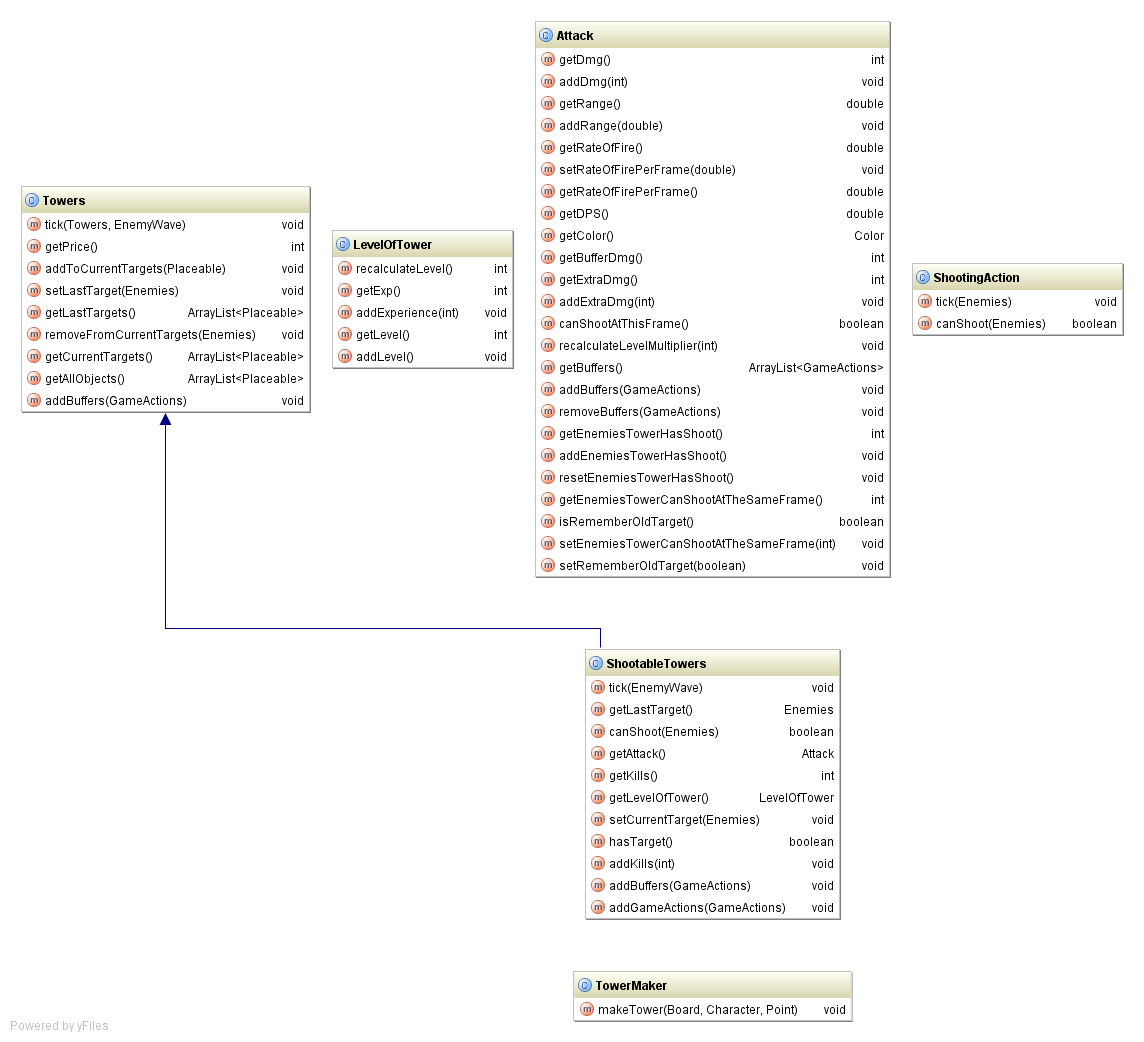 Attack
getDmg() int
addDmg(int) void
getRange() double
addRange(double) void
getRateOfFire() double
setRateOfFirePerFrame(double) void
getRateOfFirePerFrame() double
getDPS() double
getColor() Color
getBufferDmg() int
getExtraDmg() int
addExtraDmg(int) void
canShootAtThisFrame() boolean
recalculateLevelMultiplier(int) void
getBuffers() ArrayList<GameActions>
addBuffers(GameActions) void
removeBuffers(GameActions) void
getEnemiesTowerHasShoot() int
addEnemiesTowerHasShoot() void
resetEnemiesTowerHasShoot() void
getEnemiesTowerCanShootAtTheSameFrame() int
isRememberOldTarget() boolean
setEnemiesTowerCanShootAtTheSameFrame(int) void
setRememberOldTarget(boolean) void
Towers
tick(Towers, EnemyWave) void
getPrice() int
addToCurrentTargets(Placeable) void
setLastTarget(Enemies) void
getLastTargets() ArrayList<Placeable>
removeFromCurrentTargets(Enemies) void
getCurrentTargets() ArrayList<Placeable>
getAllObjects() ArrayList<Placeable>
addBuffers(GameActions) void
LevelOfTower
recalculateLevel() int
getExp() int
addExperience(int) void
getLevel() int
addLevel() void
ShootingAction
tick(Enemies) void
canShoot(Enemies) boolean
ShootableTowers
tick(EnemyWave) void
getLastTarget() Enemies
canShoot(Enemies) boolean
getAttack() Attack
getKills() int
getLevelOfTower() LevelOfTower
setCurrentTarget(Enemies) void
hasTarget() boolean
addKills(int) void
addBuffers(GameActions) void
addGameActions(GameActions) void
TowerMaker
makeTower(Board, Character, Point) void
Powered by yFiles